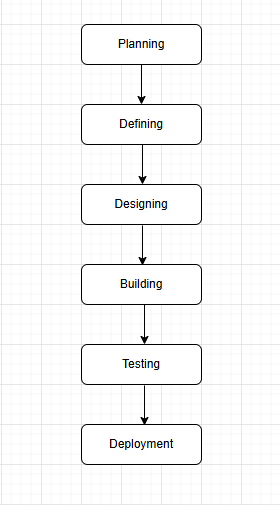 Planning
Defining
Designing
Building
Testing
Deployment